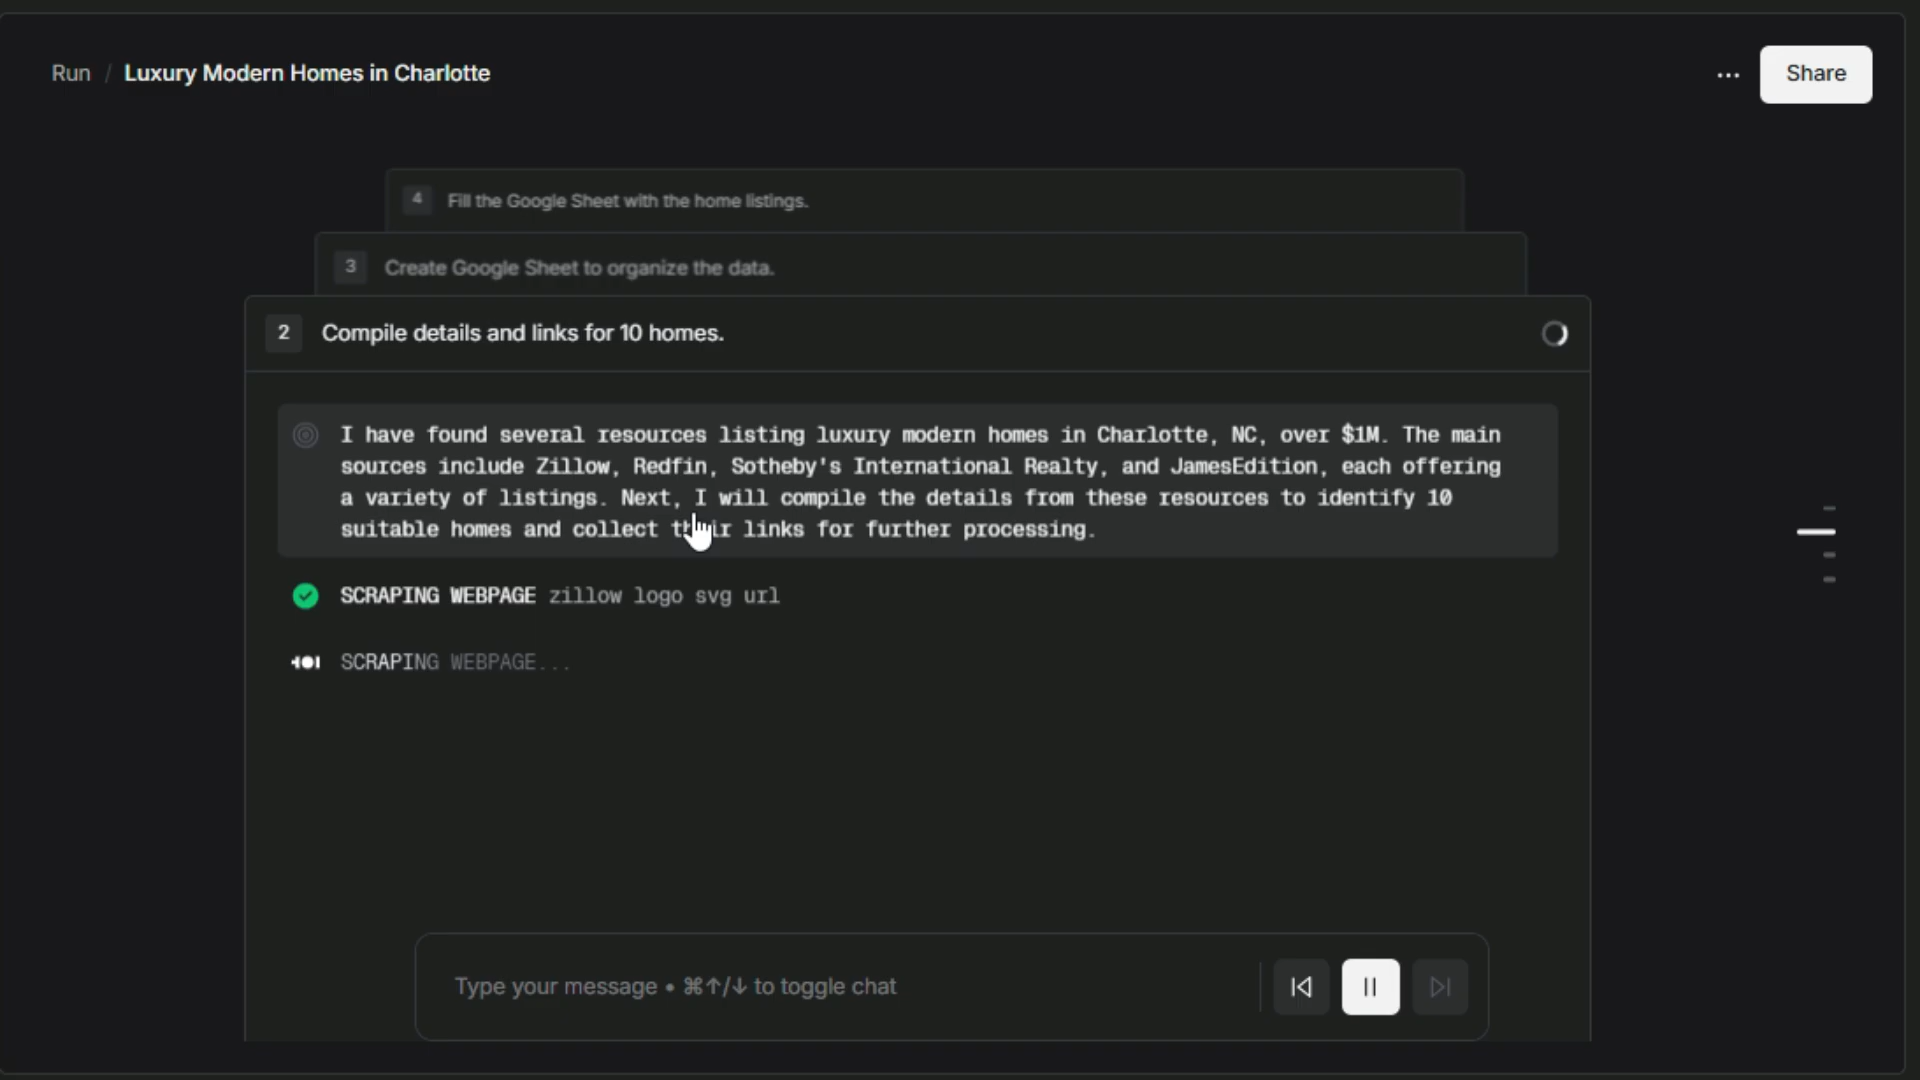 Run / Luxury Modern Homes in Charlotte
... Share
4 Fill the Google Sheet with the home listings.
3 Create Google Sheet to organize the data.
2 Compile details and links for 10 homes.
I have found several resources listing luxury modern homes in Charlotte, NC, over $1M. The main
sources include Zillow, Redfin, Sotheby's International Realty, and JamesEdition, each offering
a variety of listings. Next, I will compile the details from these resources to identify 10
suitable homes and collect their links for further processing.
SCRAPING WEBPAGE zillow logo svg url
SCRAPING WEBPAGE...
Type your message • ⌘↑/↓ to toggle chat